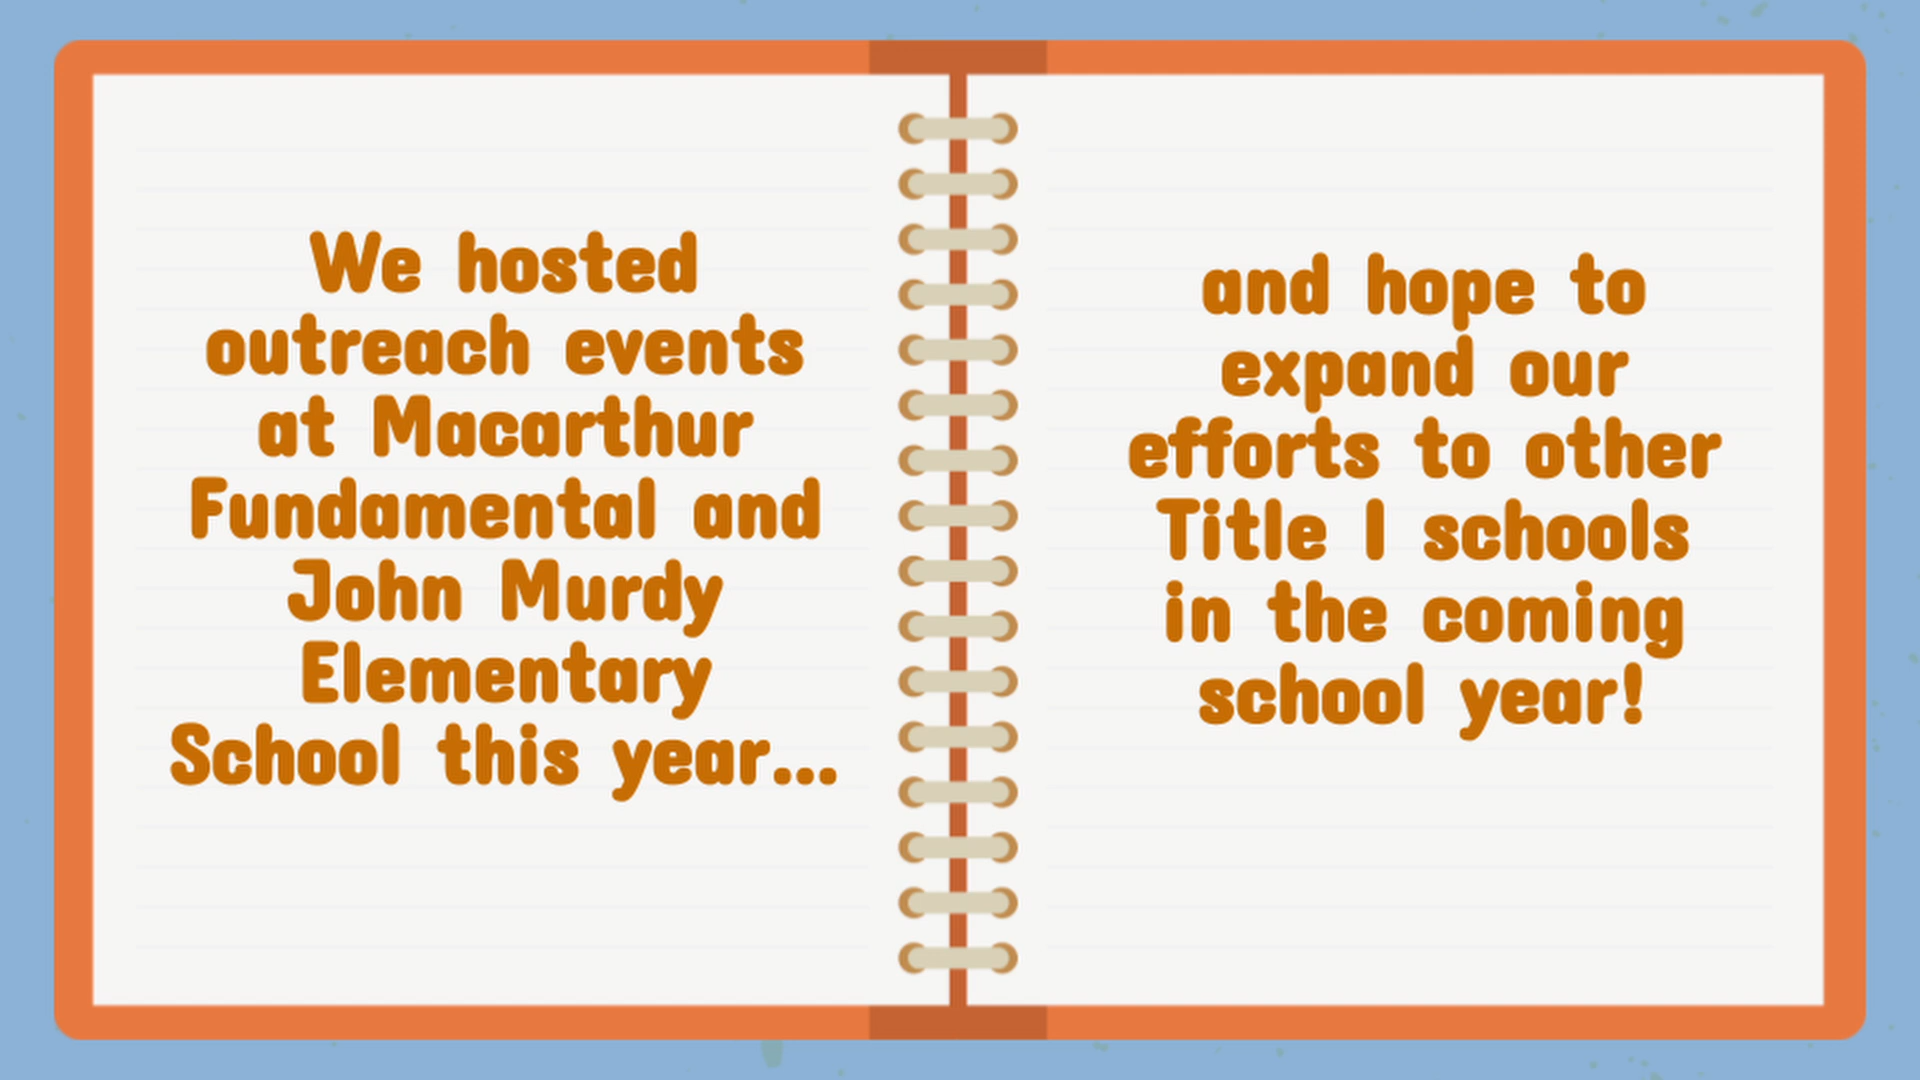 We hosted
outreach events
at Macarthur
Fundamental and
John Murdy
Elementary
School this year...
and hope to
expand our
efforts to other
Title I schools
in the coming
school year!